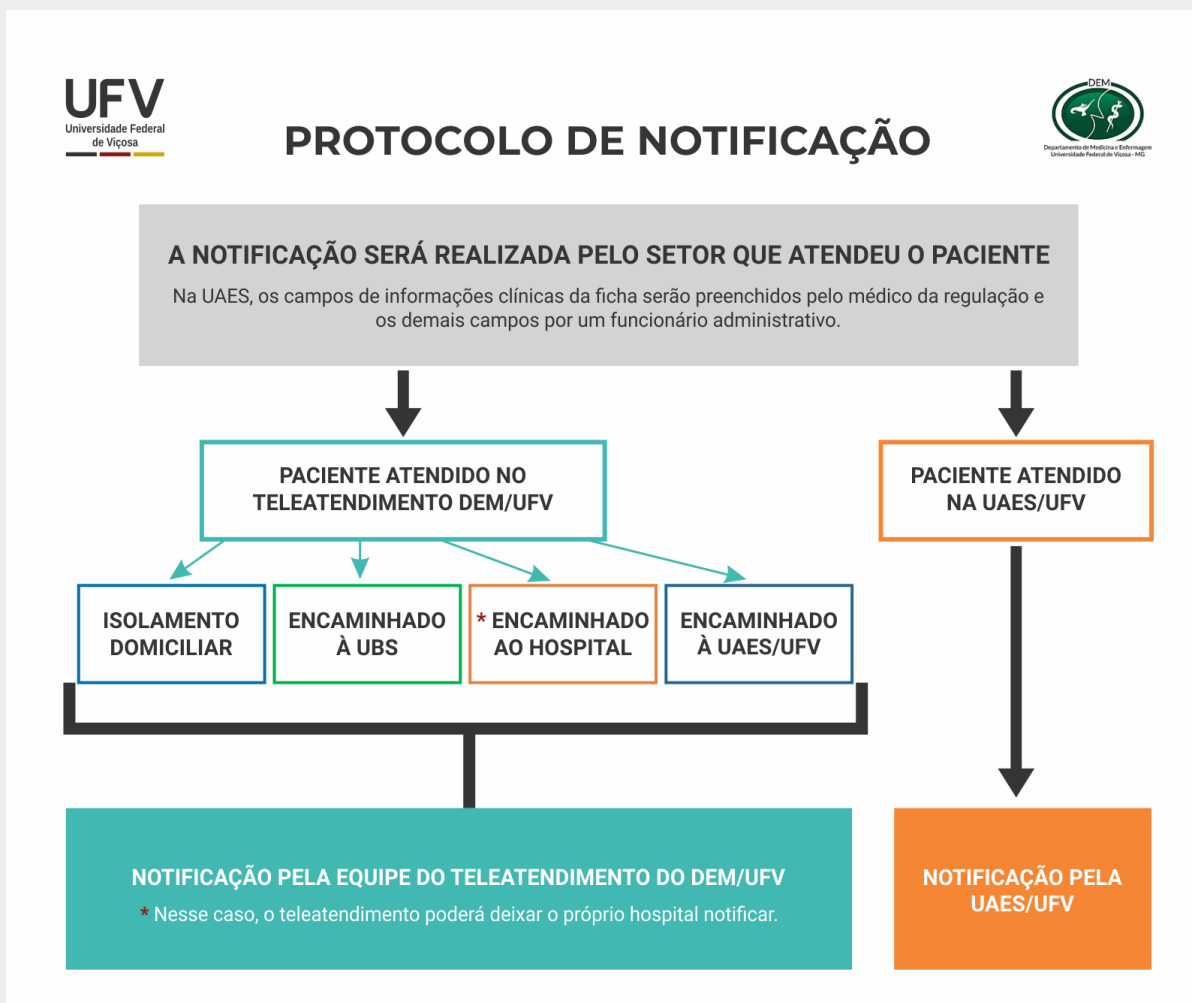 UFV
Universidade Federal
de Viçosa
PROTOCOLO DE NOTIFICAÇÃO
DEM
Departamento de Medicina e Enfermagem
Universidade Federal de Viçosa - MG
A NOTIFICAÇÃO SERÁ REALIZADA PELO SETOR QUE ATENDEU O PACIENTE
Na UAES, os campos de informações clínicas da ficha serão preenchidos pelo médico da regulação e
os demais campos por um funcionário administrativo.
PACIENTE ATENDIDO NO
TELEATENDIMENTO DEM/UFV
PACIENTE ATENDIDO
NA UAES/UFV
ISOLAMENTO
DOMICILIAR
ENCAMINHADO
À UBS
* ENCAMINHADO
AO HOSPITAL
ENCAMINHADO
À UAES/UFV
NOTIFICAÇÃO PELA EQUIPE DO TELEATENDIMENTO DO DEM/UFV
* Nesse caso, o teleatendimento poderá deixar o próprio hospital notificar.
NOTIFICAÇÃO PELA
UAES/UFV